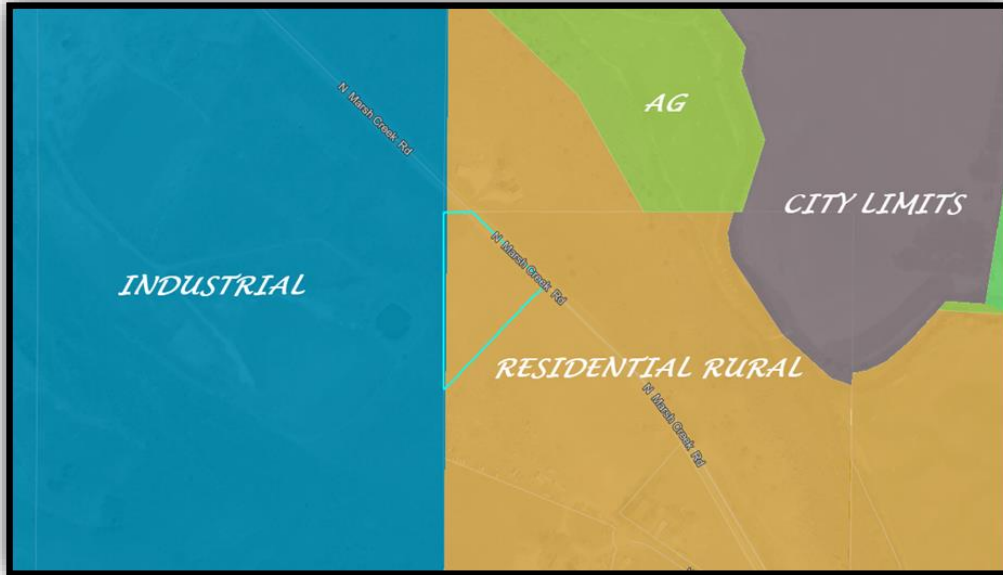 N Marsh Creek Rd
AG
CITY LIMITS
N Marsh Creek Rd
INDUSTRIAL
RESIDENTIAL RURAL
N Marsh Creek Rd